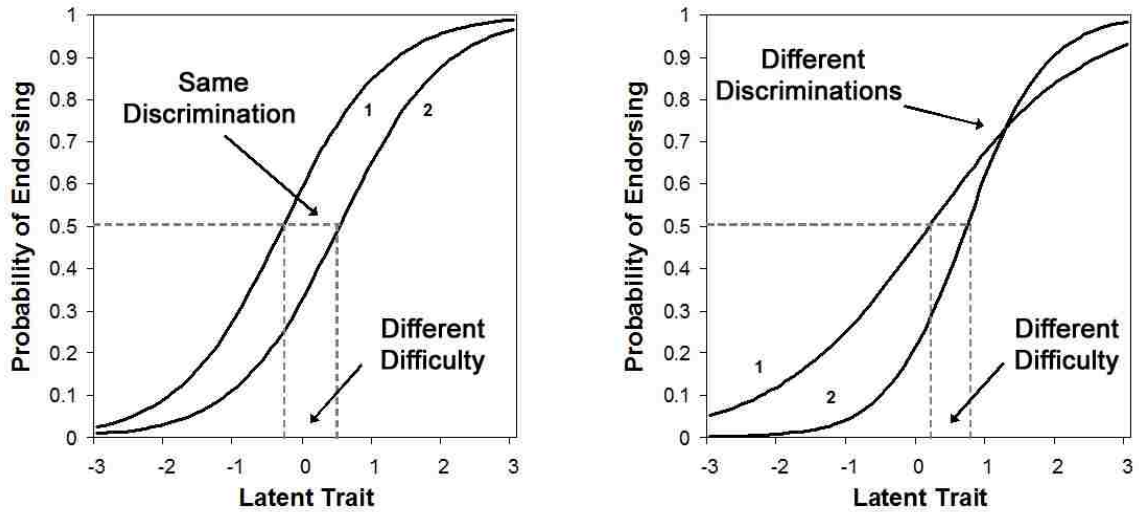 Probability of Endorsing
1
0.9
0.8
0.7
0.6
0.5
0.4
0.3
0.2
0.1
0
Same
Discrimination
1
2
Different
Difficulty
-3 -2 -1 0 1 2 3
Latent Trait
Probability of Endorsing
1
0.9
0.8
0.7
0.6
0.5
0.4
0.3
0.2
0.1
0
Different
Discriminations
1
2
Different
Difficulty
-3 -2 -1 0 1 2 3
Latent Trait